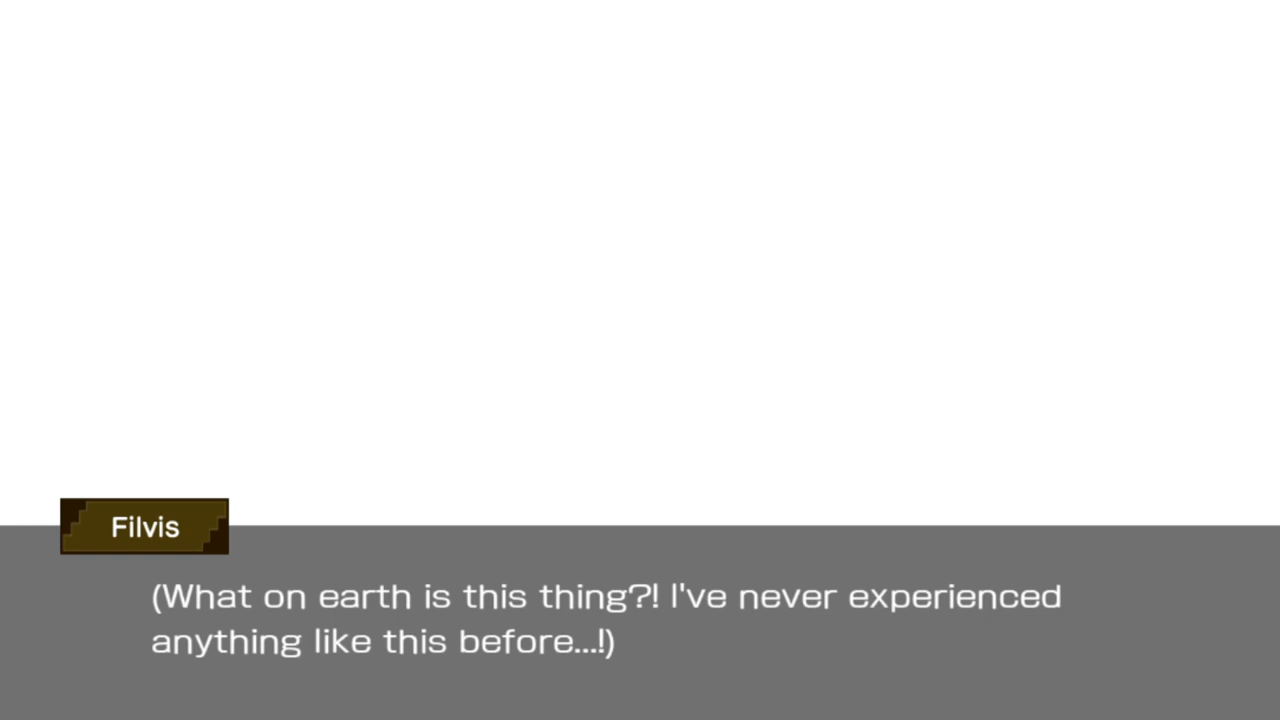 Filvis
(What on earth is this thing?! I've never experienced
anything like this before...!)